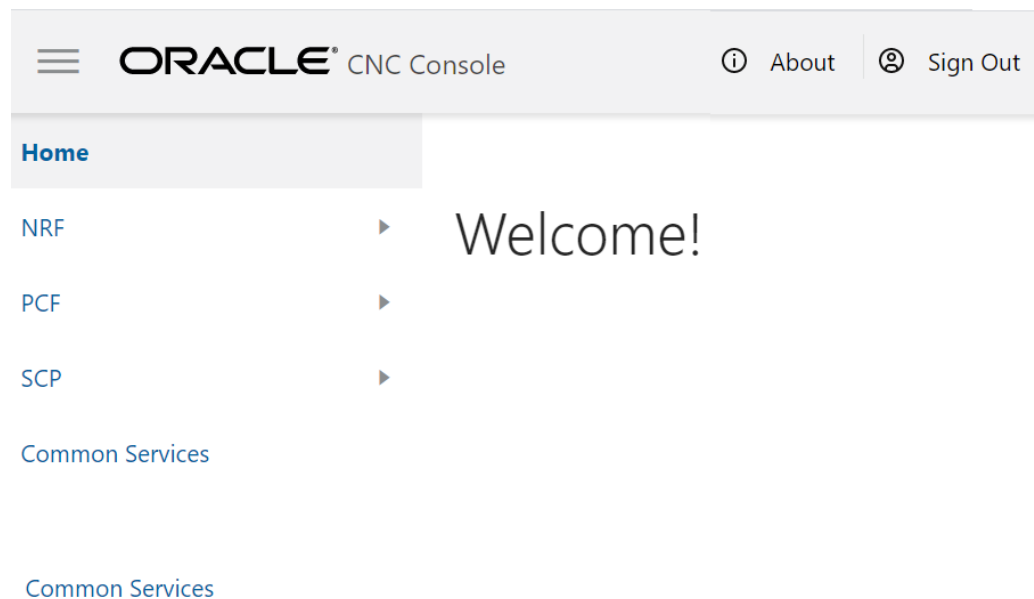 ORACLE® CNC Console About Sign Out
Home
NRF
Welcome!
PCF
SCP
Common Services
Common Services